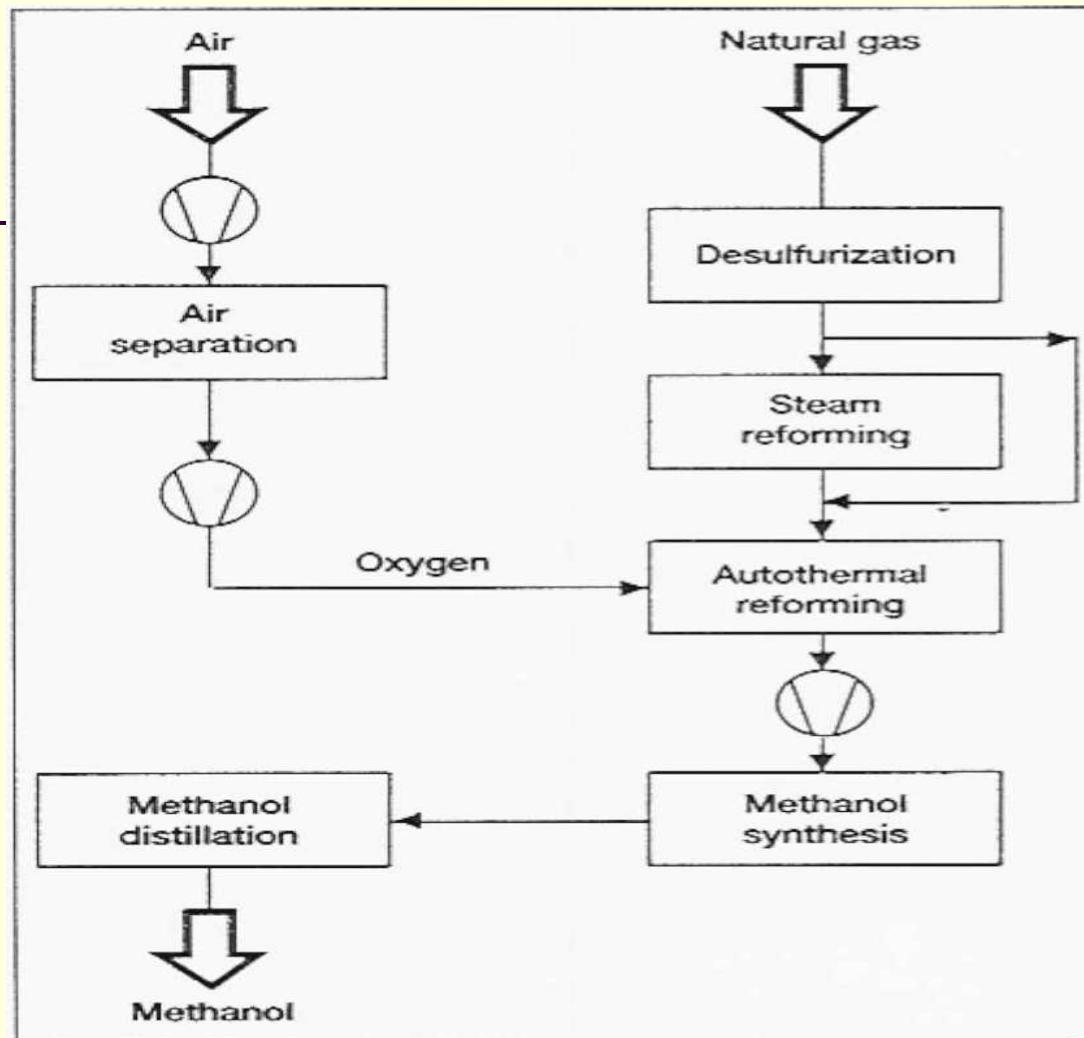 Air
Natural gas
Desulfurization
Air
separation
Steam
reforming
Oxygen
Autothermal
reforming
Methanol
distillation
Methanol
synthesis
Methanol